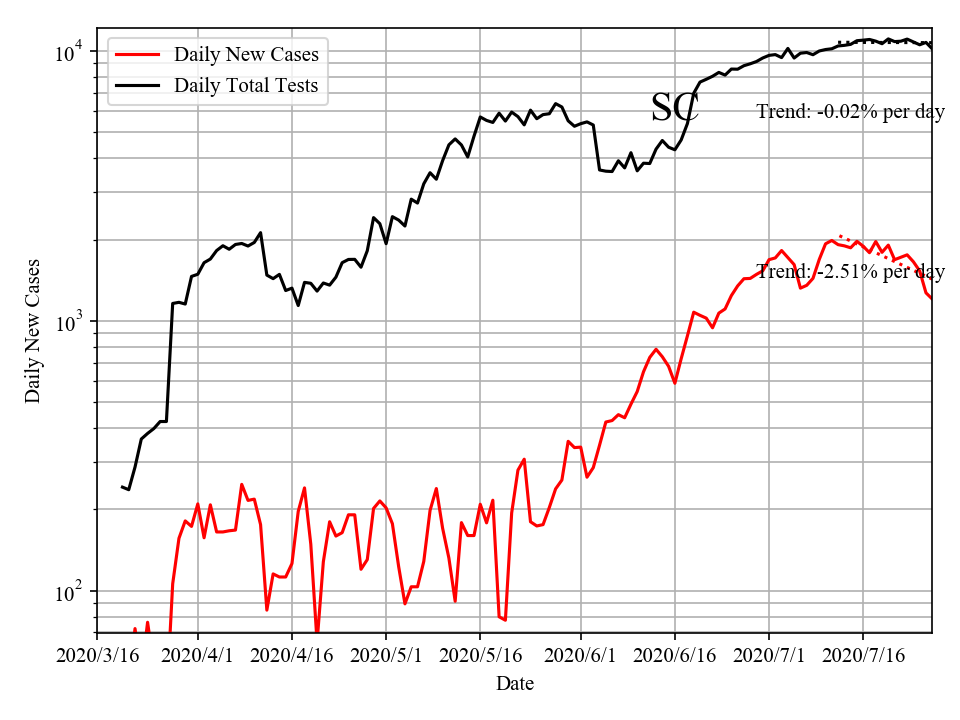 Daily New Cases
Daily Total Tests
SC
Trend: -0.02% per day
Trend: -2.51% per day
Daily New Cases
10^4
10^3
10^2
2020/3/16 2020/4/1 2020/4/16 2020/5/1 2020/5/16 2020/6/1 2020/6/16 2020/7/1 2020/7/16
Date